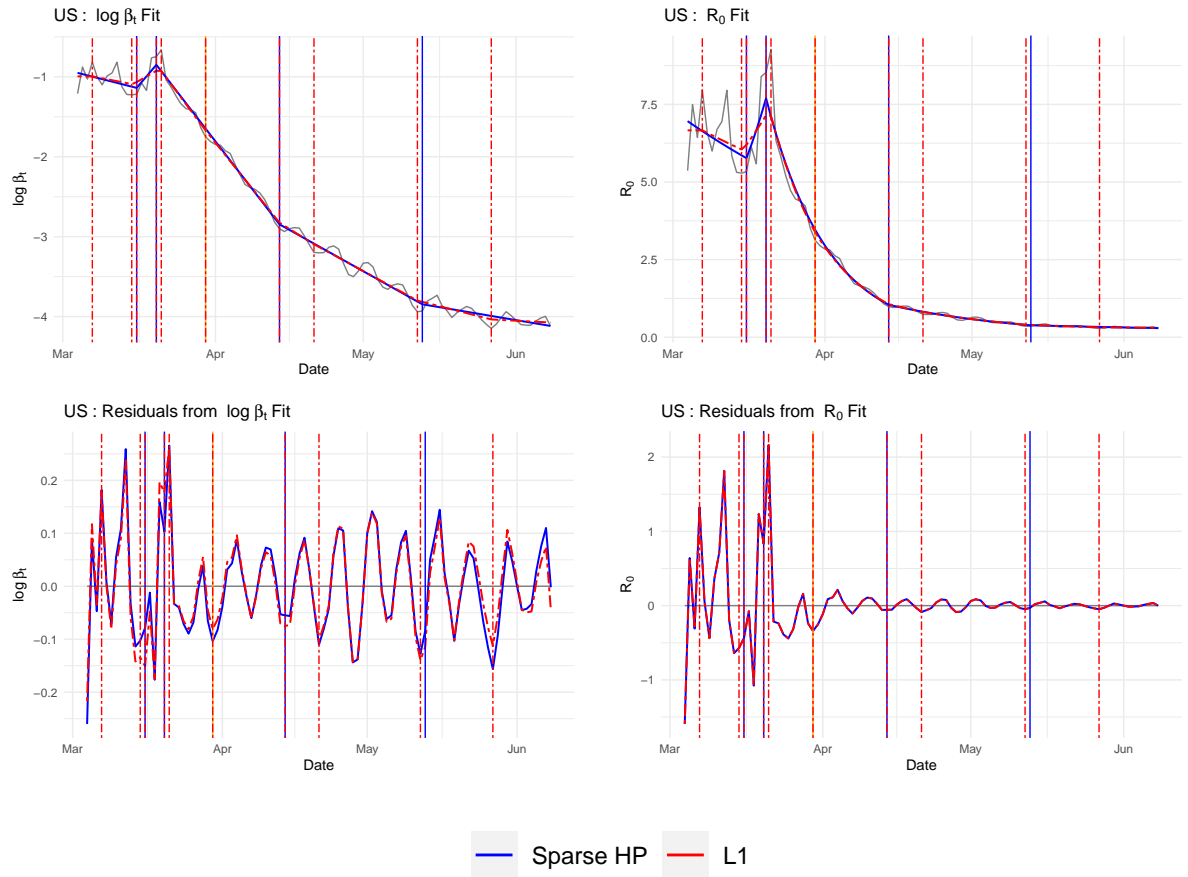 US : log βt Fit
−1
−2
−3
−4
log βt
Mar
Apr
May
Jun
Date
US : R0 Fit
7.5
5.0
2.5
0.0
R0
Mar
Apr
May
Jun
Date
US : Residuals from log βt Fit
0.2
0.1
0.0
−0.1
−0.2
log βt
Mar
Apr
May
Jun
Date
US : Residuals from R0 Fit
2
1
0
−1
R0
Mar
Apr
May
Jun
Date
Sparse HP
L1